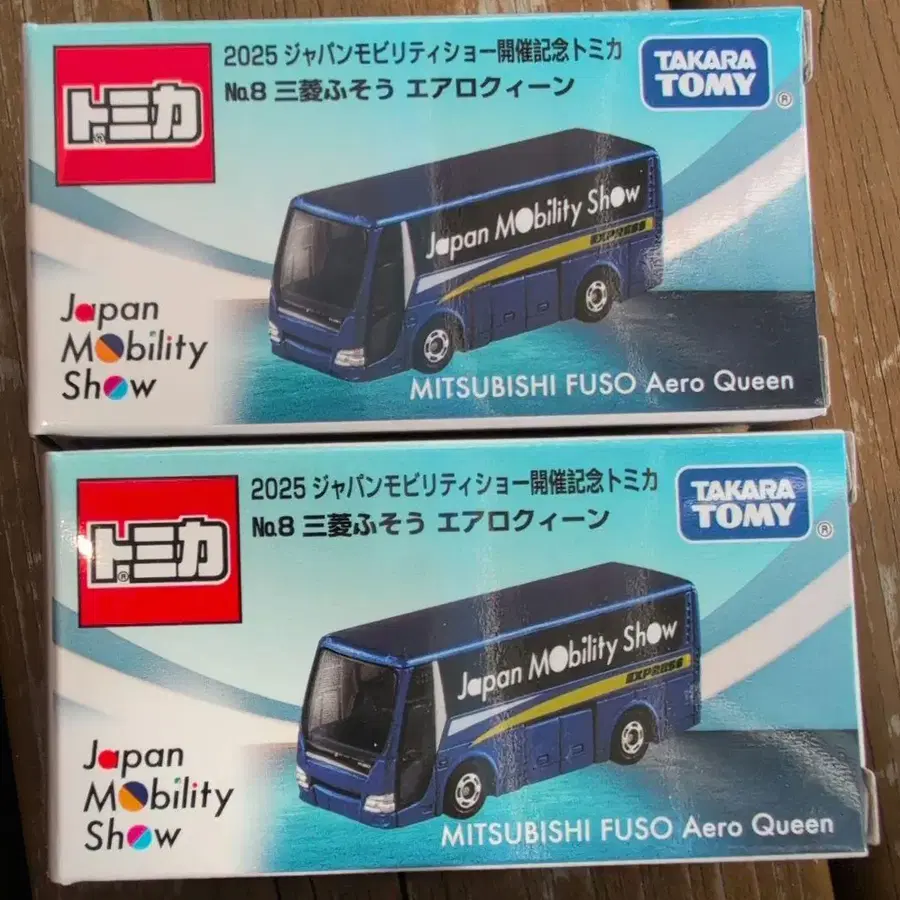 トミカ
®
2025 ジャパンモビリティショー開催記念トミカ
No.8 三菱ふそう エアロクィーン
TAKARA
TOMY
®
Japan Mobility Show
EXPRESS
Japan
Mobility
Show
MITSUBISHI FUSO Aero Queen
トミカ
®
2025 ジャパンモビリティショー開催記念トミカ
No.8 三菱ふそう エアロクィーン
TAKARA
TOMY
®
Japan Mobility Show
EXPRESS
Japan
Mobility
Show
MITSUBISHI FUSO Aero Queen